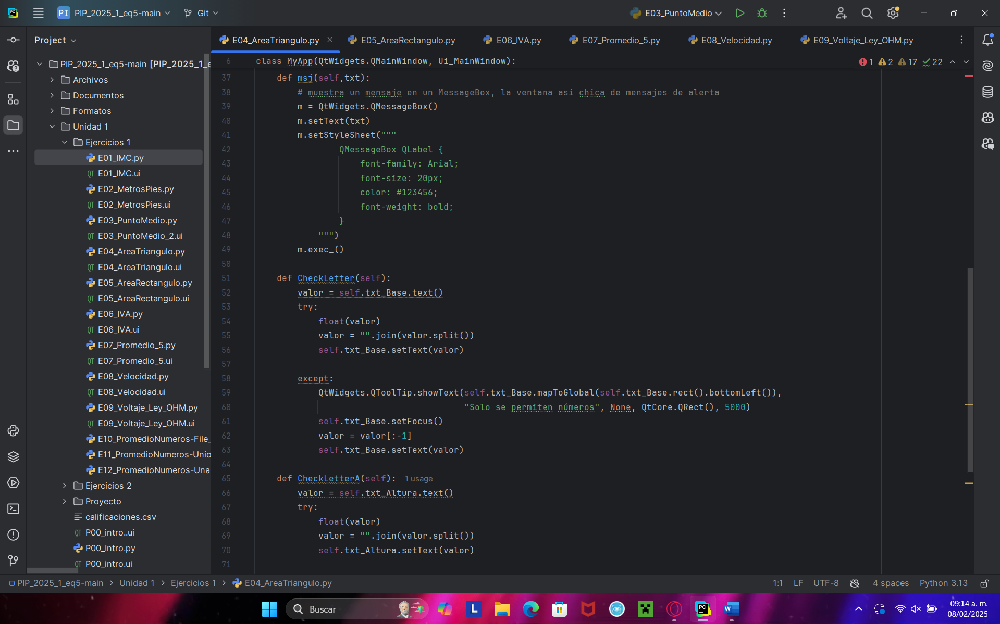 PI PIP_2025_1_eq5-main Git E03_PuntoMedio
Project
E04_AreaTriangulo.py E05_AreaRectangulo.py E06_IVA.py E07_Promedio_5.py E08_Velocidad.py E09_Voltaje_Ley_OHM.py
PIP_2025_1_eq5-main [PIP_2025_1_e
Archivos
Documentos
Formatos
Unidad 1
Ejercicios 1
E01_IMC.py
E01_IMC.ui
E02_MetrosPies.py
E02_MetrosPies.ui
E03_PuntoMedio.py
E03_PuntoMedio_2.ui
E04_AreaTriangulo.py
E04_AreaTriangulo.ui
E05_AreaRectangulo.py
E05_AreaRectangulo.ui
E06_IVA.py
E06_IVA.ui
E07_Promedio_5.py
E07_Promedio_5.ui
E08_Velocidad.py
E08_Velocidad.ui
E09_Voltaje_Ley_OHM.py
E09_Voltaje_Ley_OHM.ui
E10_PromedioNumeros-File_
E11_PromedioNumeros-Unio
E12_PromedioNumeros-Una
Ejercicios 2
Proyecto
calificaciones.csv
P00_intro..ui
P00_Intro.py
P00_intro.ui
6 class MyApp(QtWidgets.QMainWindow, Ui_MainWindow): 1 2 17 22
37 def msj(self,txt):
38 # muestra un mensaje en un MessageBox, la ventana asi chica de mensajes de alerta
39 m = QtWidgets.QMessageBox()
40 m.setText(txt)
41 m.setStyleSheet("""
42 QMessageBox QLabel {
43 font-family: Arial;
44 font-size: 20px;
45 color: #123456;
46 font-weight: bold;
47 }
48 """)
49 m.exec_()
50
51 def CheckLetter(self):
52 valor = self.txt_Base.text()
53 try:
54 float(valor)
55 valor = "".join(valor.split())
56 self.txt_Base.setText(valor)
57
58 except:
59 QtWidgets.QToolTip.showText(self.txt_Base.mapToGlobal(self.txt_Base.rect().bottomLeft()),
60 "Solo se permiten números", None, QtCore.QRect(), 5000)
61 self.txt_Base.setFocus()
62 valor = valor[:-1]
63 self.txt_Base.setText(valor)
64
65 def CheckLetterA(self): 1 usage
66 valor = self.txt_Altura.text()
67 try:
68 float(valor)
69 valor = "".join(valor.split())
70 self.txt_Altura.setText(valor)
71
PIP_2025_1_eq5-main > Unidad 1 > Ejercicios 1 > E04_AreaTriangulo.py 1:1 LF UTF-8 4 spaces Python 3.13
Buscar
09:14 a. m.
08/02/2025